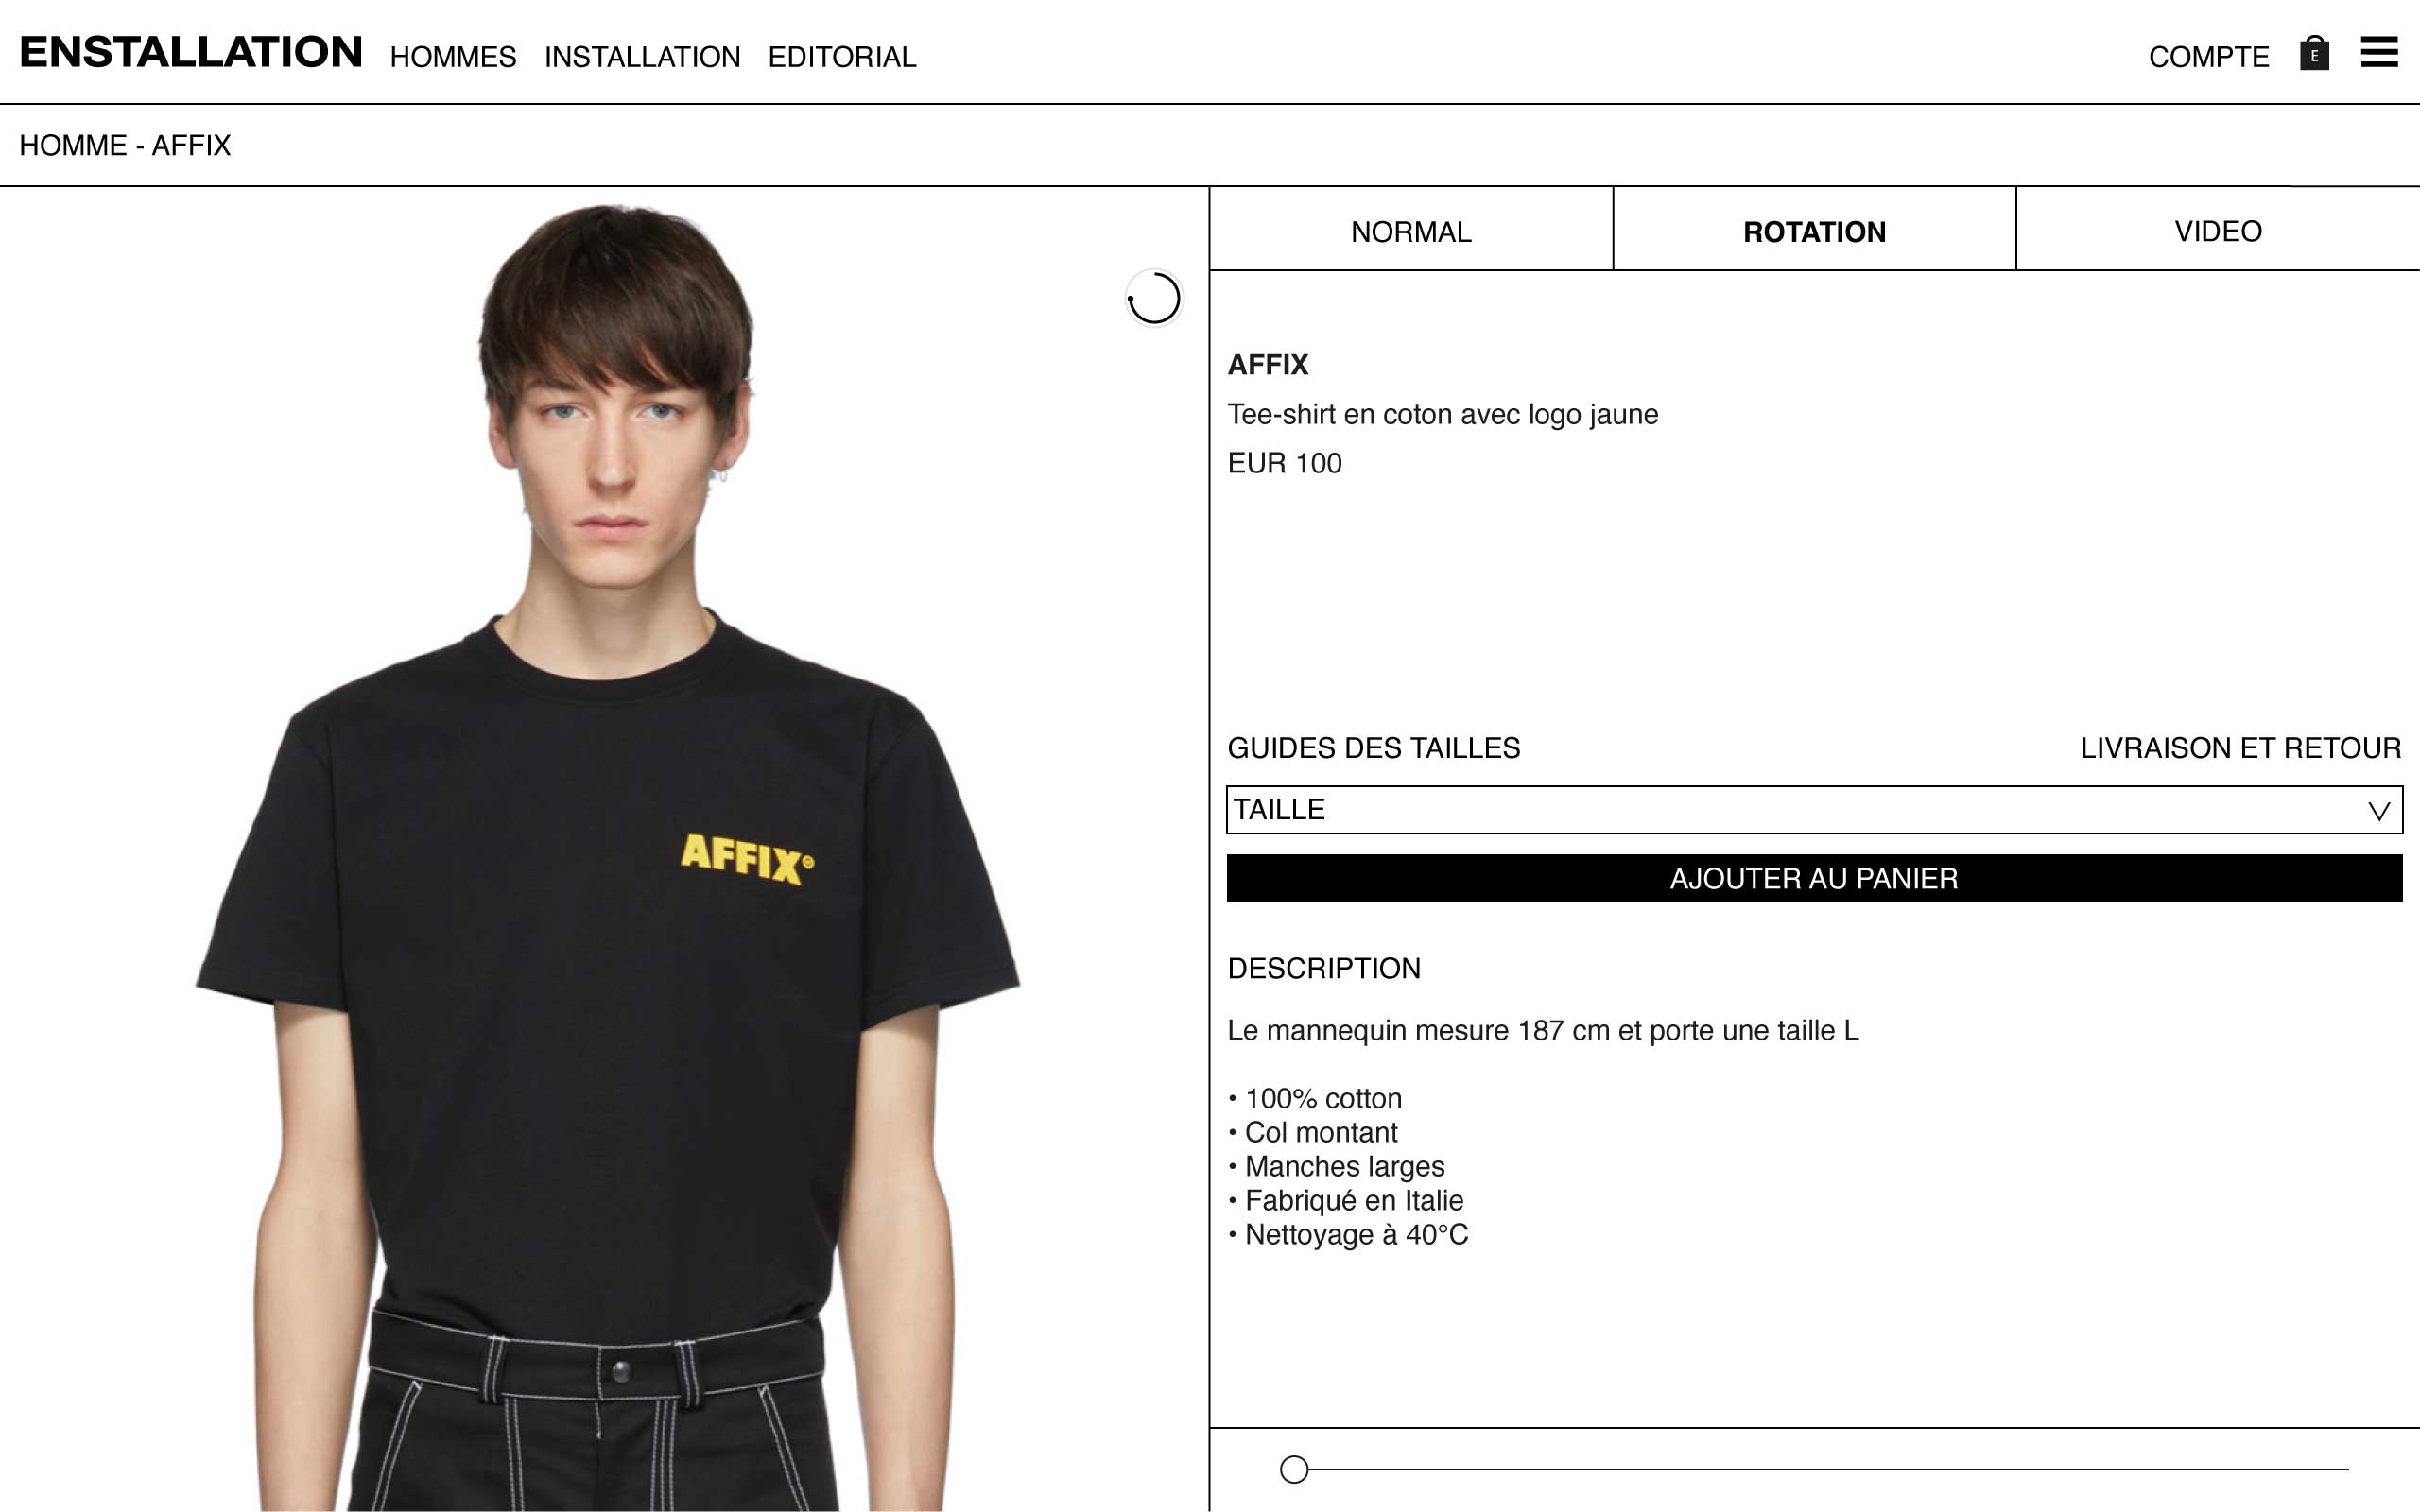 ENSTALLATION HOMMES INSTALLATION EDITORIAL COMPTE E
HOMME - AFFIX
NORMAL ROTATION VIDEO
AFFIX
Tee-shirt en coton avec logo jaune
EUR 100
AFFIX
GUIDES DES TAILLES LIVRAISON ET RETOUR
TAILLE
AJOUTER AU PANIER
DESCRIPTION
Le mannequin mesure 187 cm et porte une taille L
• 100% cotton
• Col montant
• Manches larges
• Fabriqué en Italie
• Nettoyage à 40°C